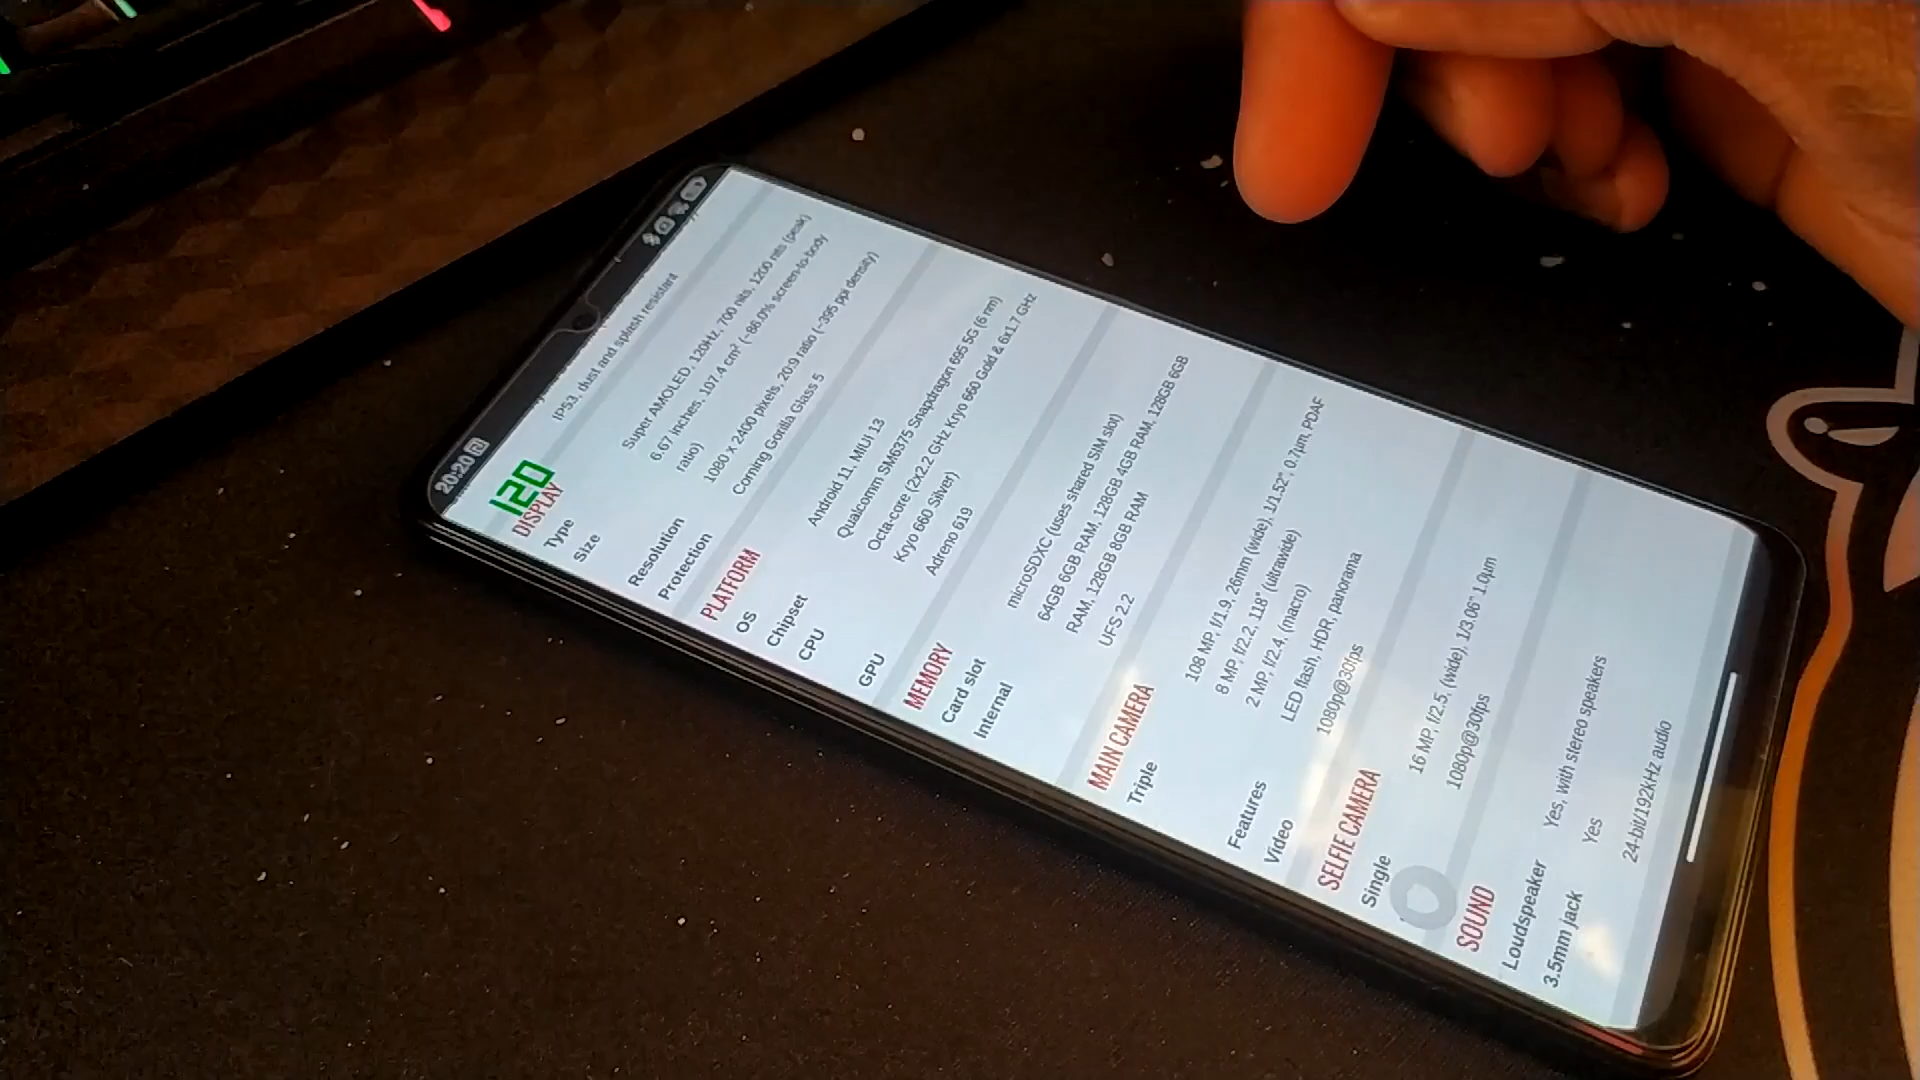 20:20
IP53, dust and splash resistant
120
DISPLAY
Type Super AMOLED, 120Hz, 700 nits, 1200 nits (peak)
Size 6.67 inches, 107.4 cm² (~86.0% screen-to-body
ratio)
Resolution 1080 x 2400 pixels, 20:9 ratio (~395 ppi density)
Protection Corning Gorilla Glass 5
PLATFORM
OS Android 11, MIUI 13
Chipset Qualcomm SM6375 Snapdragon 695 5G (6 nm)
CPU Octa-core (2x2.2 GHz Kryo 660 Gold & 6x1.7 GHz
Kryo 660 Silver)
GPU Adreno 619
MEMORY
Card slot microSDXC (uses shared SIM slot)
Internal 64GB 6GB RAM, 128GB 4GB RAM, 128GB 6GB
RAM, 128GB 8GB RAM
UFS 2.2
MAIN CAMERA
Triple 108 MP, f/1.9, 26mm (wide), 1/1.52", 0.7µm, PDAF
8 MP, f/2.2, 118° (ultrawide)
2 MP, f/2.4, (macro)
Features LED flash, HDR, panorama
Video 1080p@30fps
SELFIE CAMERA
Single 16 MP, f/2.5, (wide), 1/3.06" 1.0µm
1080p@30fps
SOUND
Loudspeaker Yes, with stereo speakers
3.5mm jack Yes
24-bit/192kHz audio